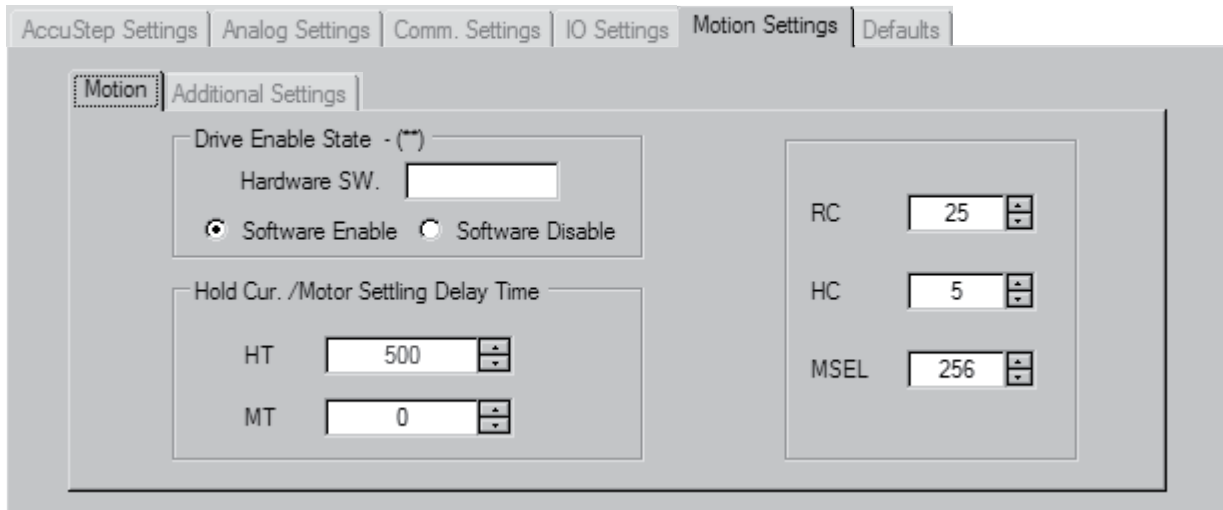 AccuStep Settings Analog Settings Comm. Settings IO Settings Motion Settings Defaults
Motion Additional Settings
Drive Enable State - (**)
Hardware SW.
Software Enable Software Disable
Hold Cur. /Motor Settling Delay Time
HT 500
MT 0
RC 25
HC 5
MSEL 256